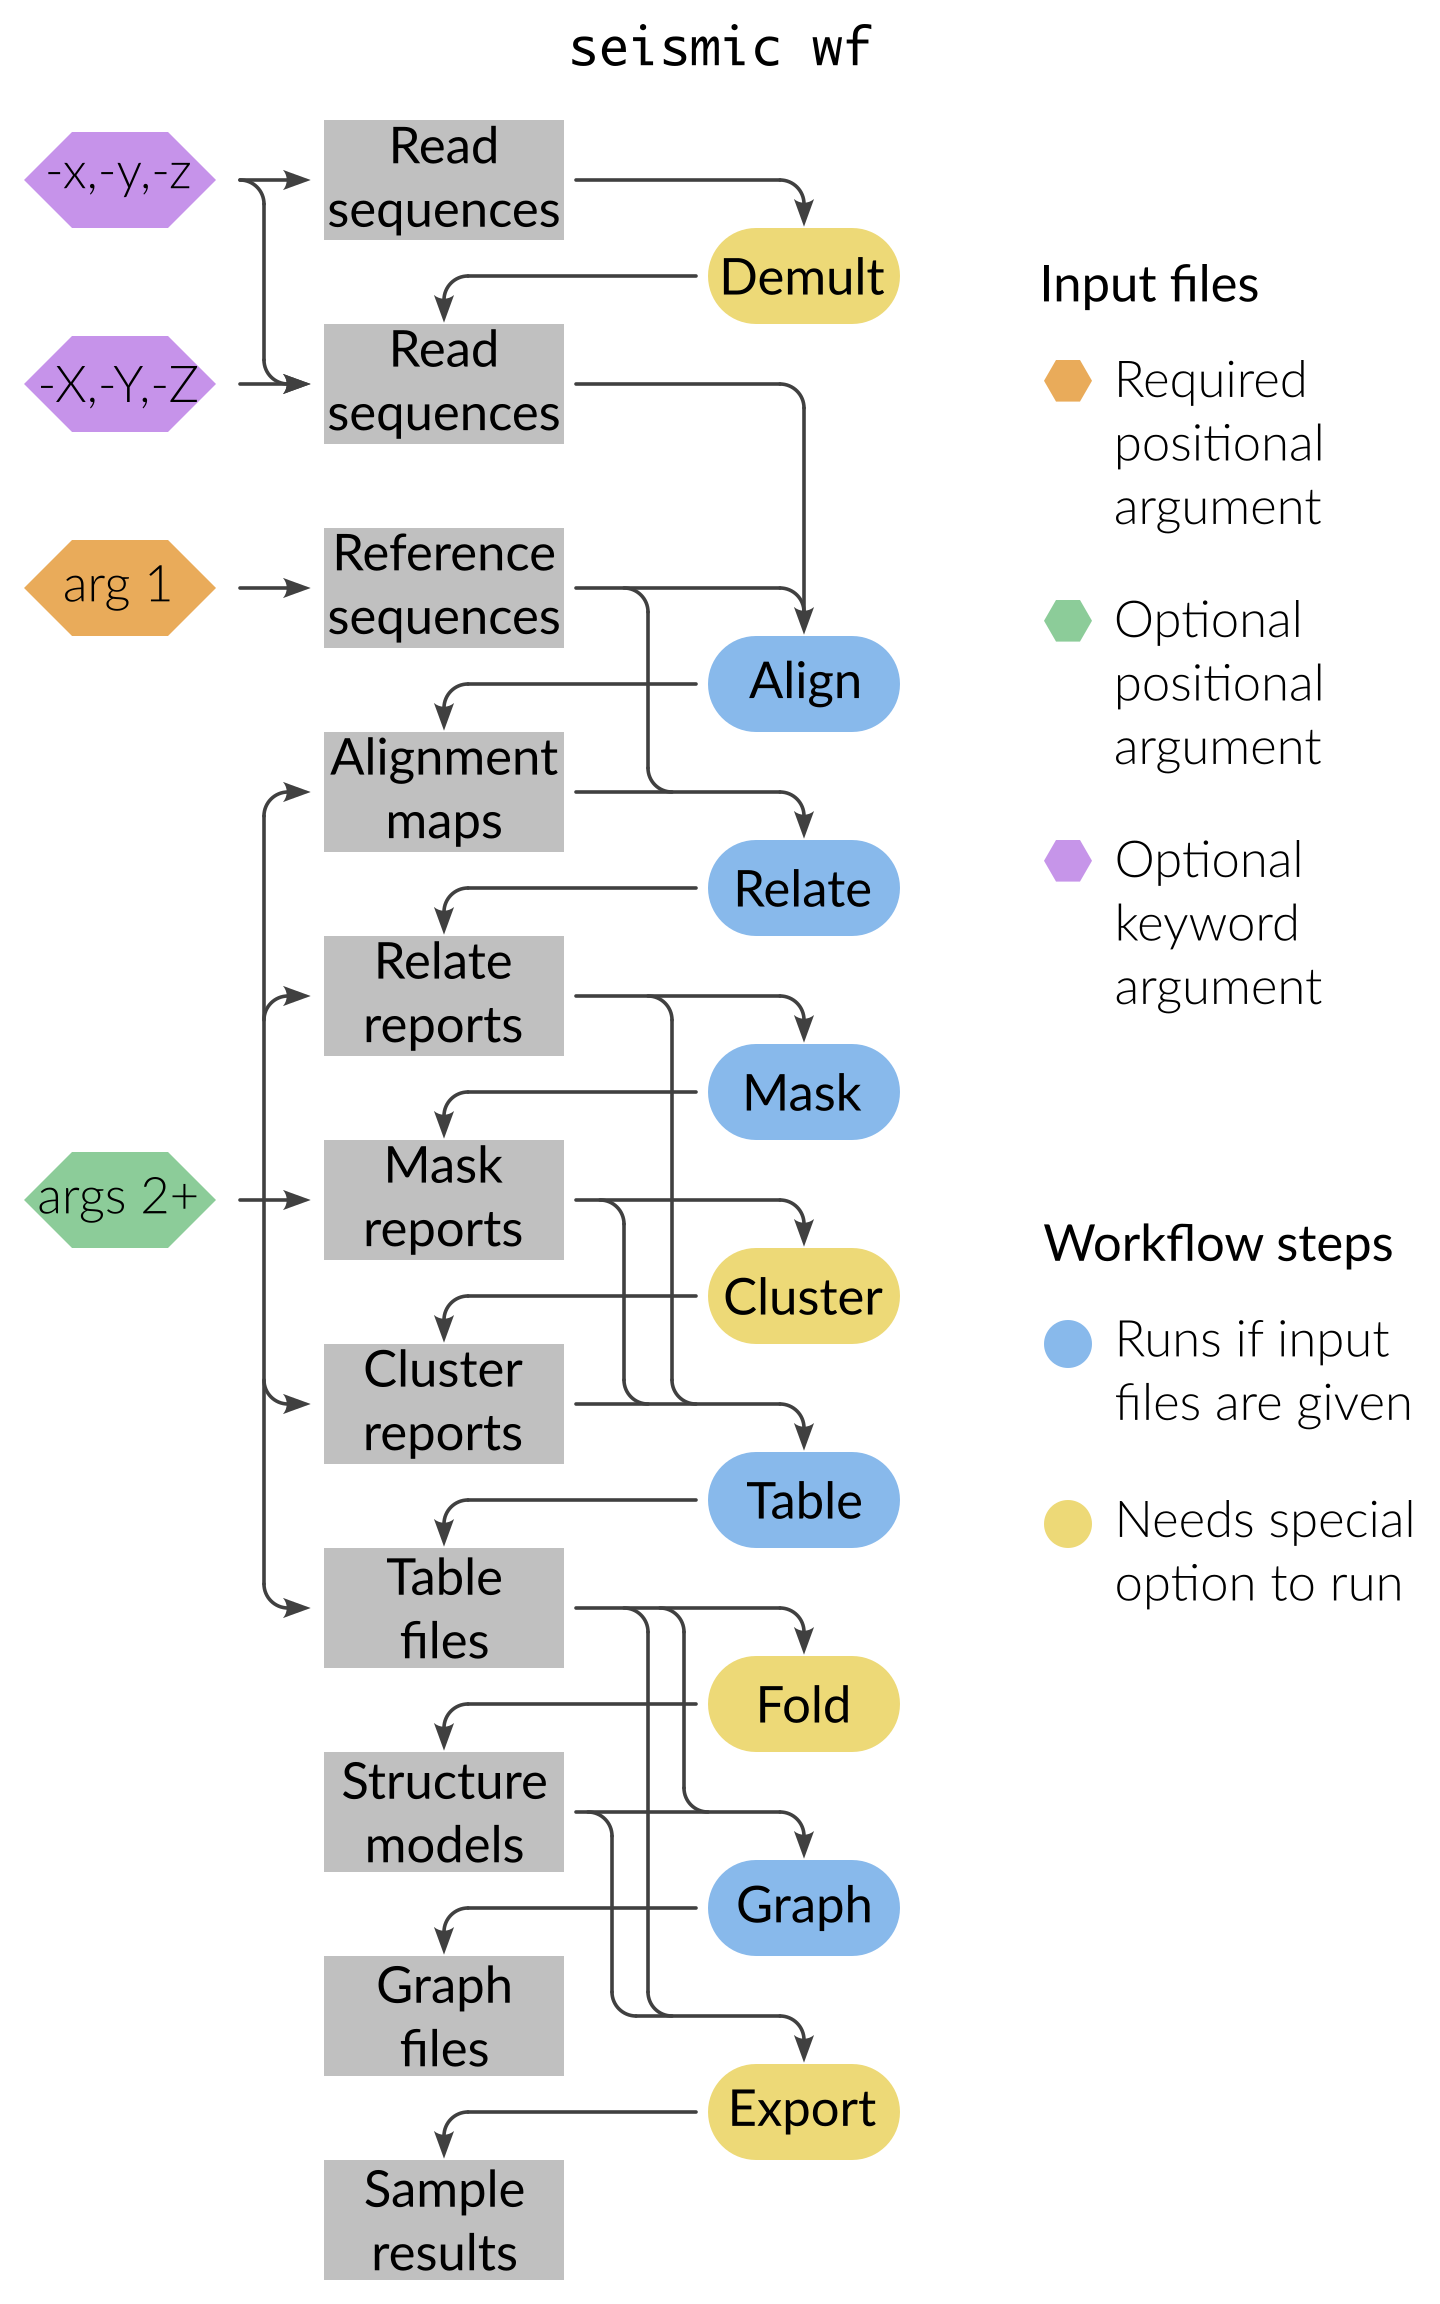 seismic wf
-x,-y,-z
Read
sequences
Demult
-X,-Y,-Z
Read
sequences
arg 1
Reference
sequences
Align
Alignment
maps
Relate
Relate
reports
Mask
args 2+
Mask
reports
Cluster
Cluster
reports
Table
Table
files
Fold
Structure
models
Graph
Graph
files
Export
Sample
results
Input files
Required
positional
argument
Optional
positional
argument
Optional
keyword
argument
Workflow steps
Runs if input
files are given
Needs special
option to run